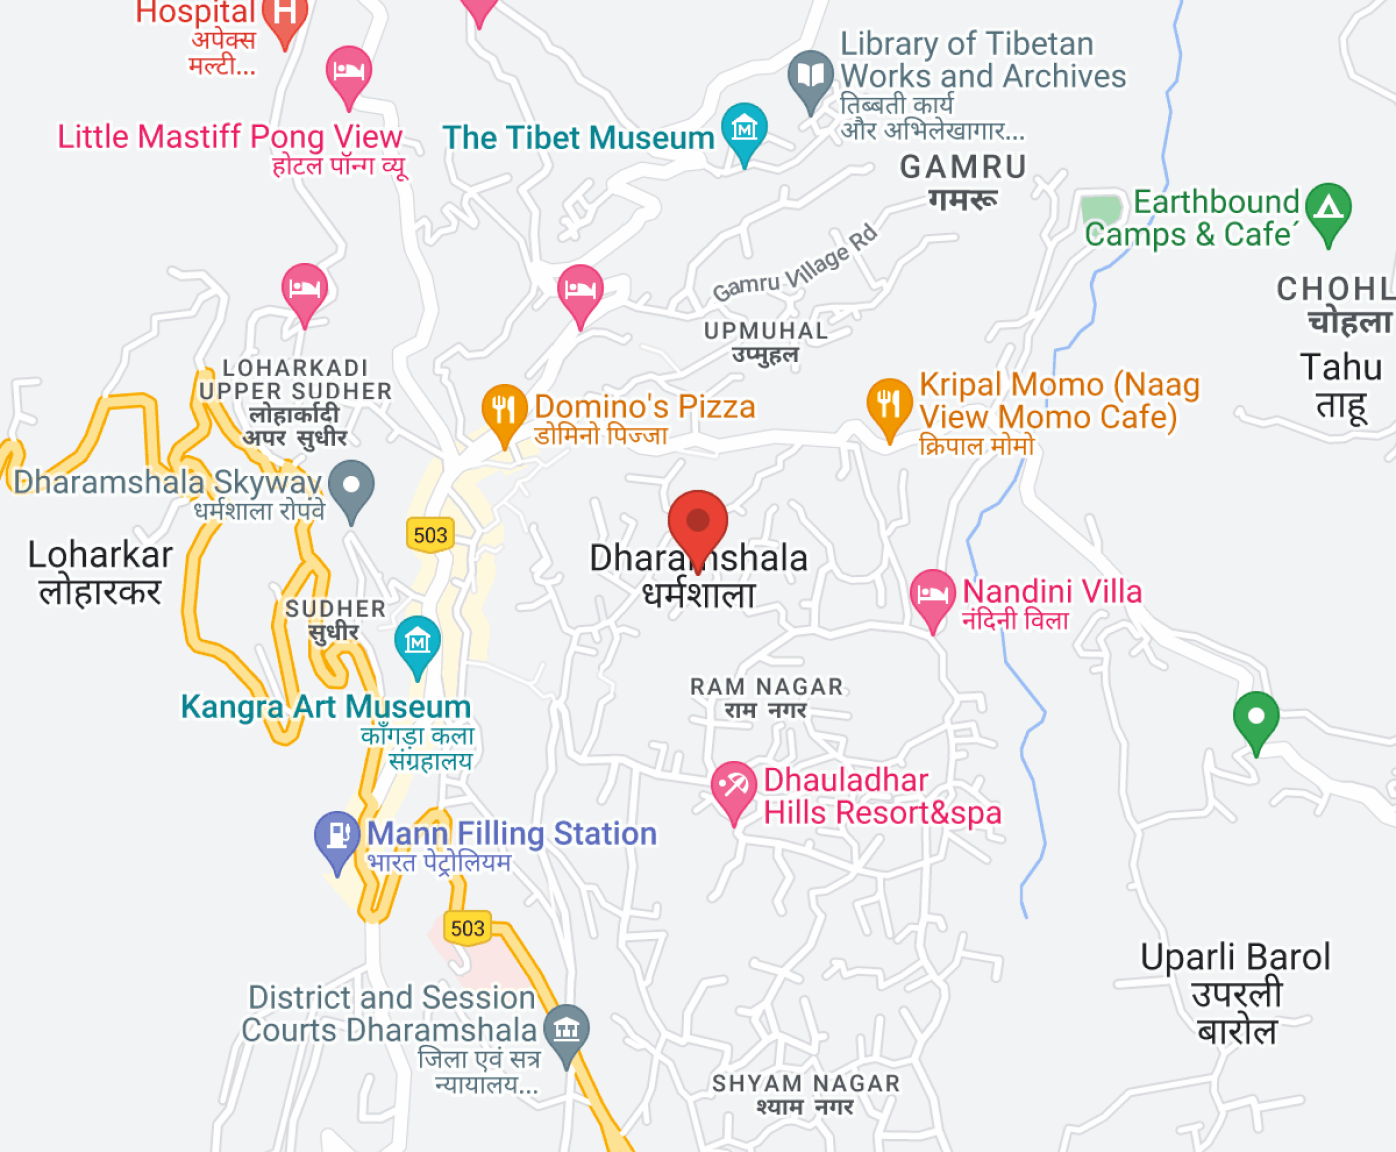 Hospital
अपेक्स
मल्टी...
Library of Tibetan
Works and Archives
तिब्बती कार्य
और अभिलेखागार...
Little Mastiff Pong View
होटल पॉन्ग व्यू
The Tibet Museum
GAMRU
गमरू
Earthbound
Camps & Cafe´
Gamru Village Rd
CHOHL
चोहला
UPMUHAL
उप्मुहल
Tahu
ताहू
LOHARKADI
UPPER SUDHER
लोहार्कादी
अपर सुधीर
Domino's Pizza
डोमिनो पिज्जा
Kripal Momo (Naag
View Momo Cafe)
क्रिपाल मोमो
Dharamshala Skyway
धर्मशाला रोपवे
503
Loharkar
लोहारकर
Dharamshala
धर्मशाला
SUDHER
सुधीर
Nandini Villa
नंदिनी विला
Kangra Art Museum
काँगड़ा कला
संग्रहालय
RAM NAGAR
राम नगर
Dhauladhar
Hills Resort&spa
Mann Filling Station
भारत पेट्रोलियम
503
Uparli Barol
उपरली
बारोल
District and Session
Courts Dharamshala
जिला एवं सत्र
न्यायालय...
SHYAM NAGAR
श्याम नगर